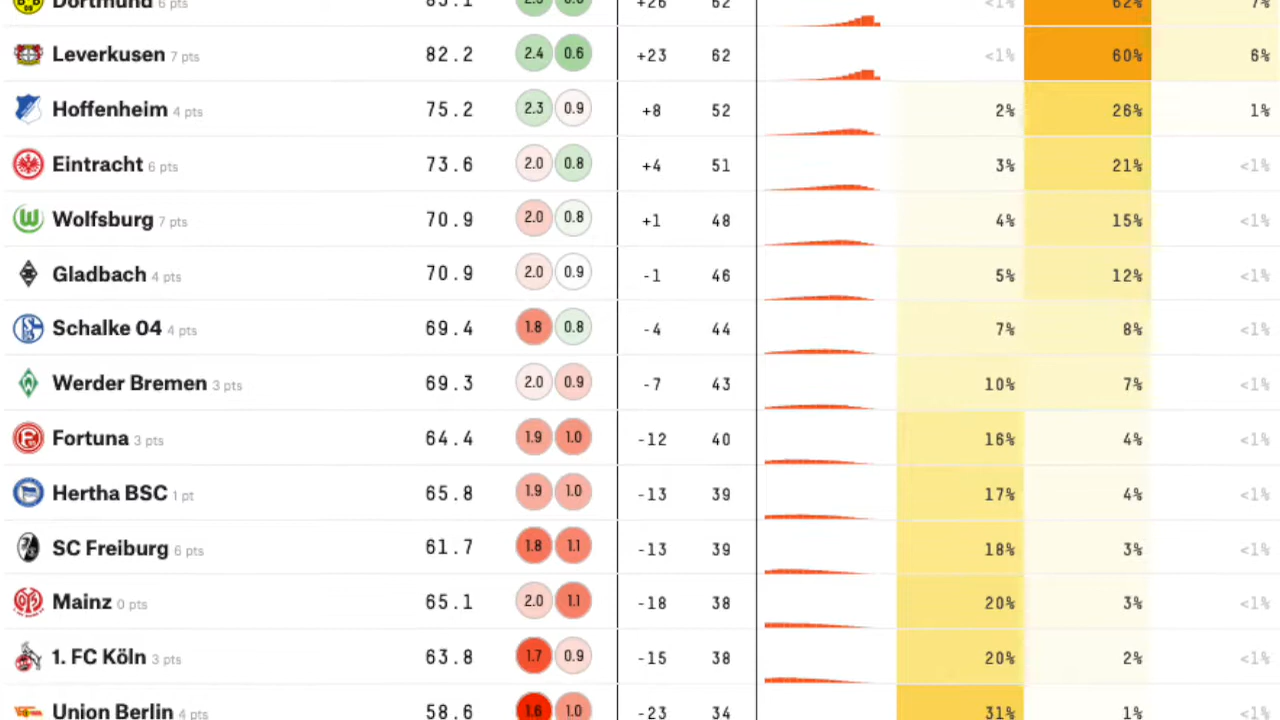 Dortmund 6 pts +26 62 <1% 62% 7%
Leverkusen 7 pts 82.2 2.4 0.6 +23 62 <1% 60% 6%
Hoffenheim 4 pts 75.2 2.3 0.9 +8 52 2% 26% 1%
Eintracht 6 pts 73.6 2.0 0.8 +4 51 3% 21% <1%
Wolfsburg 7 pts 70.9 2.0 0.8 +1 48 4% 15% <1%
Gladbach 4 pts 70.9 2.0 0.9 -1 46 5% 12% <1%
Schalke 04 4 pts 69.4 1.8 0.8 -4 44 7% 8% <1%
Werder Bremen 3 pts 69.3 2.0 0.9 -7 43 10% 7% <1%
Fortuna 3 pts 64.4 1.9 1.0 -12 40 16% 4% <1%
Hertha BSC 1 pt 65.8 1.9 1.0 -13 39 17% 4% <1%
SC Freiburg 6 pts 61.7 1.8 1.1 -13 39 18% 3% <1%
Mainz 0 pts 65.1 2.0 1.1 -18 38 20% 3% <1%
1. FC Köln 3 pts 63.8 1.7 0.9 -15 38 20% 2% <1%
Union Berlin 4 pts 58.6 1.6 1.0 -23 34 31% 1% <1%